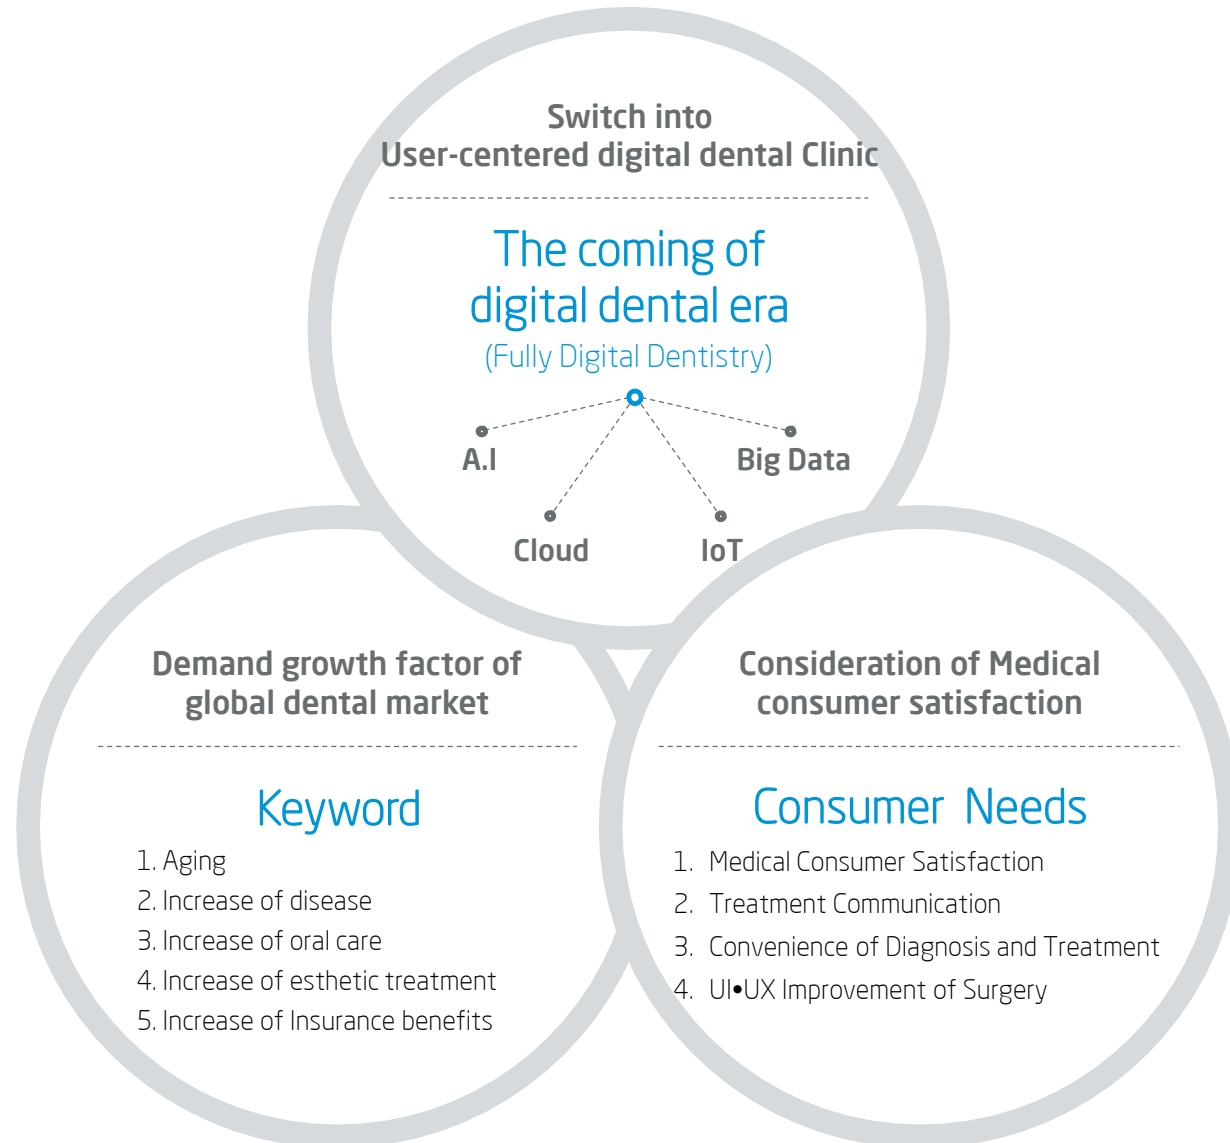 Switch into
User-centered digital dental Clinic
The coming of
digital dental era
(Fully Digital Dentistry)
A.I
Big Data
Cloud
IoT
Demand growth factor of
global dental market
Keyword
1. Aging
2. Increase of disease
3. Increase of oral care
4. Increase of esthetic treatment
5. Increase of Insurance benefits
Consideration of Medical
consumer satisfaction
Consumer Needs
1. Medical Consumer Satisfaction
2. Treatment Communication
3. Convenience of Diagnosis and Treatment
4. UI•UX Improvement of Surgery